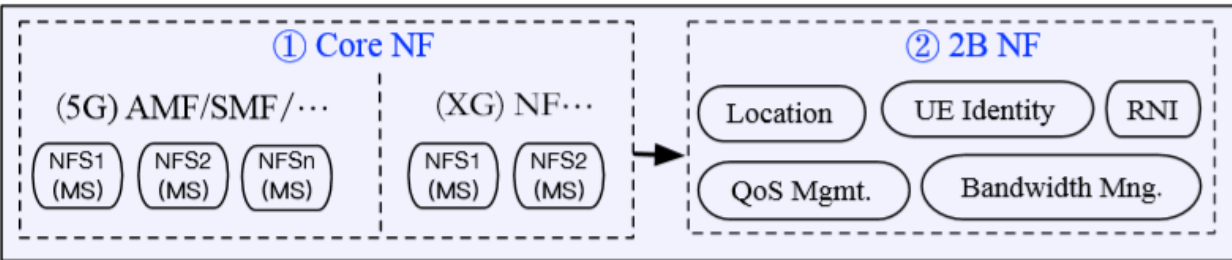 ① Core NF
(5G) AMF/SMF/⋯
(XG) NF⋯
NFS1
(MS)
NFS2
(MS)
NFSn
(MS)
NFS1
(MS)
NFS2
(MS)
② 2B NF
Location
UE Identity
RNI
QoS Mgmt.
Bandwidth Mng.